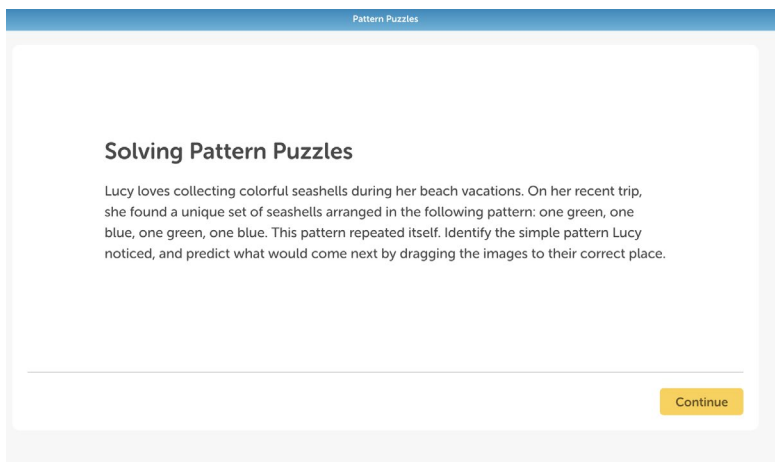 Pattern Puzzles
Solving Pattern Puzzles
Lucy loves collecting colorful seashells during her beach vacations. On her recent trip,
she found a unique set of seashells arranged in the following pattern: one green, one
blue, one green, one blue. This pattern repeated itself. Identify the simple pattern Lucy
noticed, and predict what would come next by dragging the images to their correct place.
Continue